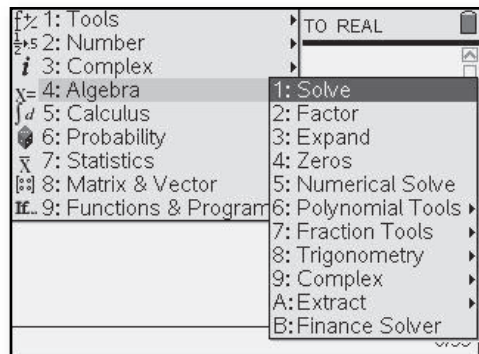 1: Tools
TO REAL
2: Number
3: Complex
4: Algebra
5: Calculus
6: Probability
7: Statistics
8: Matrix & Vector
9: Functions & Program
1: Solve
2: Factor
3: Expand
4: Zeros
5: Numerical Solve
6: Polynomial Tools
7: Fraction Tools
8: Trigonometry
9: Complex
A: Extract
B: Finance Solver